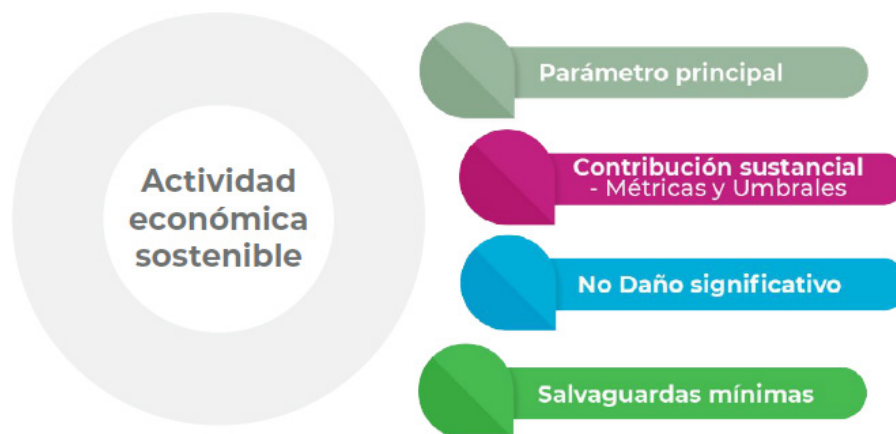 Actividad
económica
sostenible
Parámetro principal
Contribución sustancial
- Métricas y Umbrales
No Daño significativo
Salvaguardas mínimas